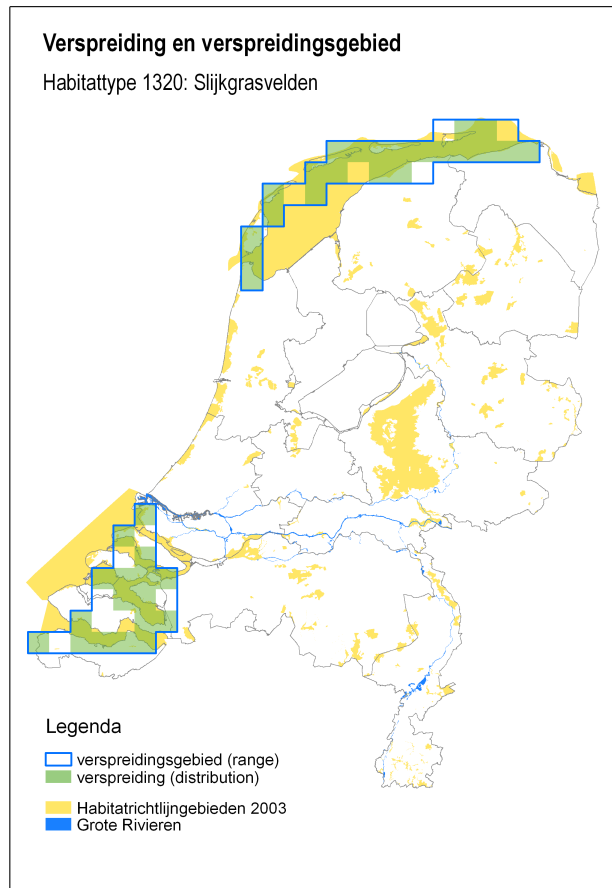 Verspreiding en verspreidingsgebied
Habitattype 1320: Slijkgrasvelden
Legenda
verspreidingsgebied (range)
verspreiding (distribution)
Habitatrichtlijngebieden 2003
Grote Rivieren